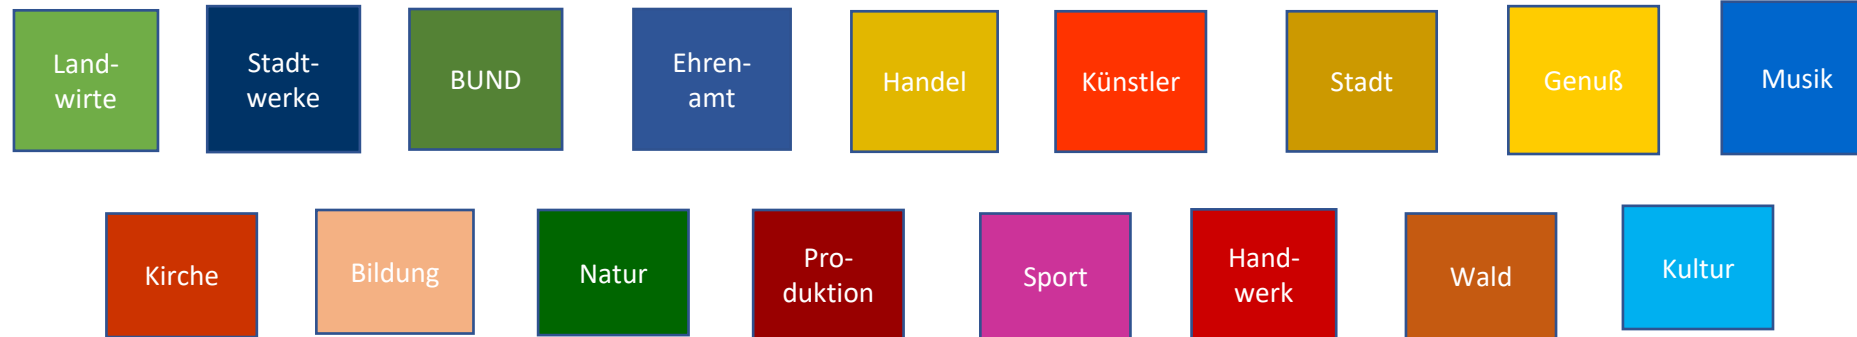 Land-
wirte
Stadt-
werke
BUND
Ehren-
amt
Handel
Künstler
Stadt
Genuß
Musik
Kirche
Bildung
Natur
Pro-
duktion
Sport
Hand-
werk
Wald
Kultur